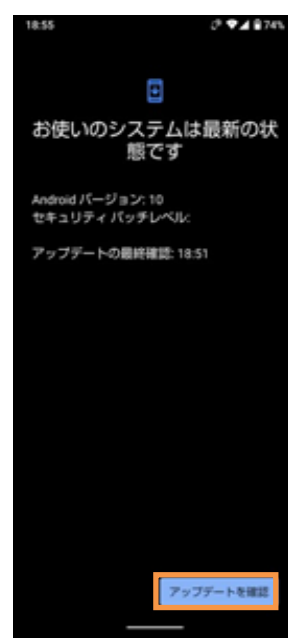 18:55 74%
お使いのシステムは最新の状
態です
Android バージョン: 10
セキュリティ パッチレベル:
アップデートの最終確認: 18:51
アップデートを確認